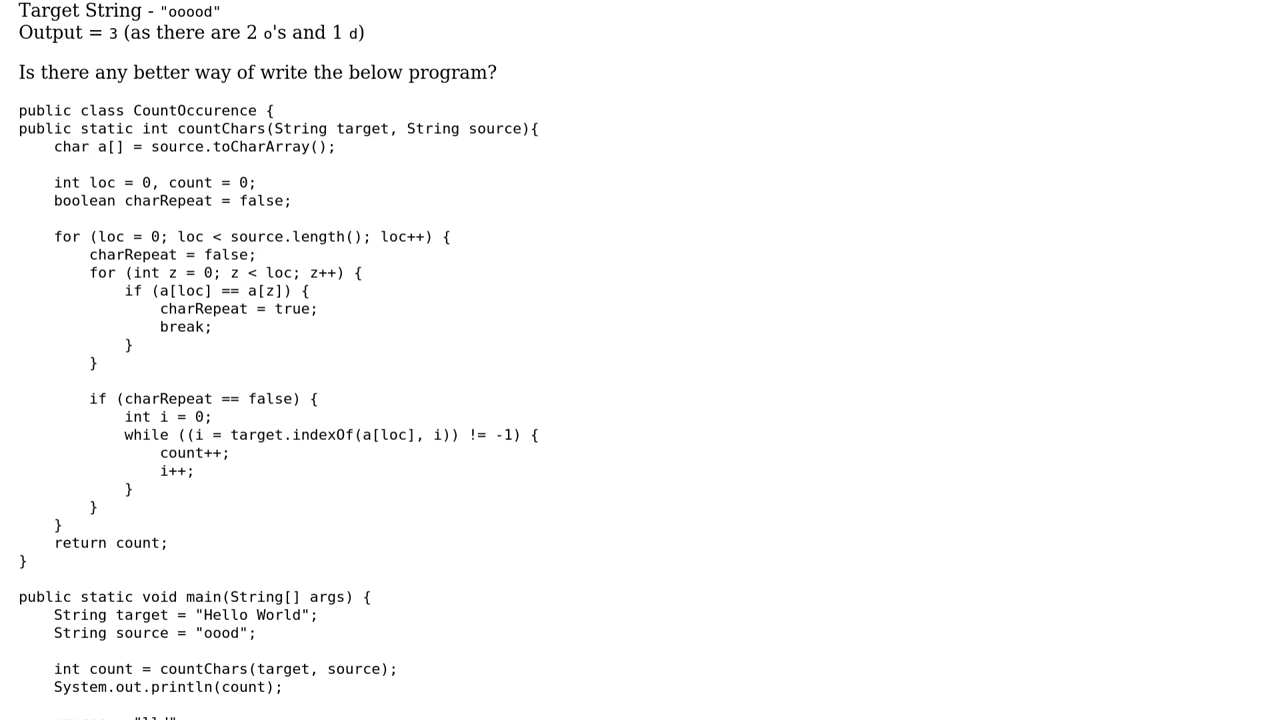 Target String - "ooood"
Output = 3 (as there are 2 o's and 1 d)
Is there any better way of write the below program?
public class CountOccurence {
public static int countChars(String target, String source){
    char a[] = source.toCharArray();

    int loc = 0, count = 0;
    boolean charRepeat = false;

    for (loc = 0; loc < source.length(); loc++) {
        charRepeat = false;
        for (int z = 0; z < loc; z++) {
            if (a[loc] == a[z]) {
                charRepeat = true;
                break;
            }
        }

        if (charRepeat == false) {
            int i = 0;
            while ((i = target.indexOf(a[loc], i)) != -1) {
                count++;
                i++;
            }
        }
    }
    return count;
}

public static void main(String[] args) {
    String target = "Hello World";
    String source = "oood";

    int count = countChars(target, source);
    System.out.println(count);